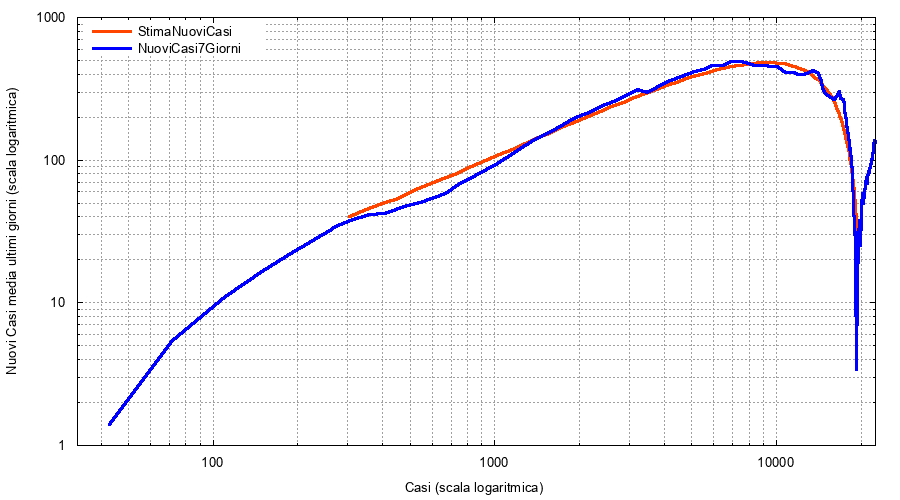 1000
StimaNuoviCasi
NuoviCasi7Giorni
100
10
1
Nuovi Casi media ultimi giorni (scala logaritmica)
100
1000
10000
Casi (scala logaritmica)